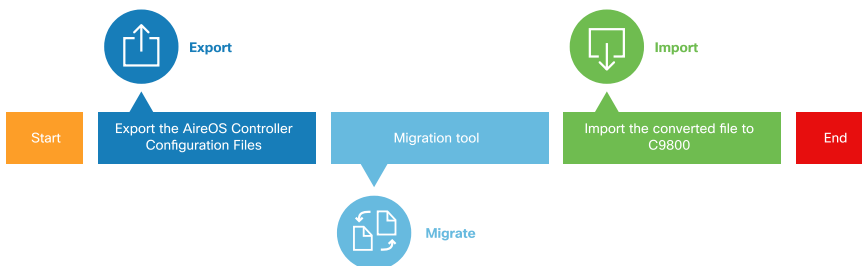 Export
Import
Start
Export the AireOS Controller
Configuration Files
Migration tool
Import the converted file to
C9800
End
Migrate